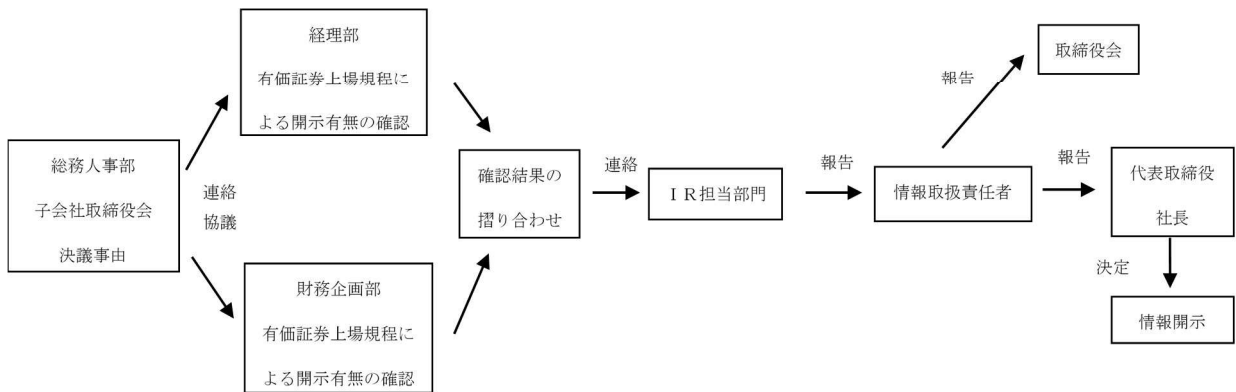 経理部
有価証券上場規程に
よる開示有無の確認
総務人事部
子会社取締役会
決議事由
連絡
協議
財務企画部
有価証券上場規程に
よる開示有無の確認
確認結果の
摺り合わせ
連絡
ＩＲ担当部門
報告
情報取扱責任者
報告
取締役会
報告
代表取締役
社長
決定
情報開示